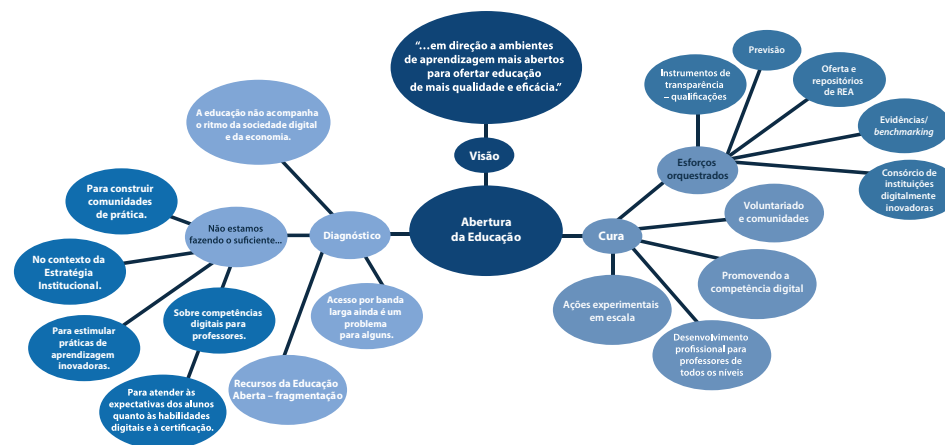 “...em direção a ambientes
de aprendizagem mais abertos
para ofertar educação
de mais qualidade e eficácia.”
Visão
Abertura
da Educação
Diagnóstico
A educação não acompanha
o ritmo da sociedade digital
e da economia.
Não estamos
fazendo o suficiente...
Para construir
comunidades
de prática.
No contexto da
Estratégia
Institucional.
Para estimular
práticas de
aprendizagem
inovadoras.
Sobre competências
digitais para
professores.
Para atender às
expectativas dos alunos
quanto às habilidades
digitais e à certificação.
Recursos da Educação
Aberta – fragmentação
Acesso por banda
larga ainda é um
problema
para alguns.
Cura
Esforços
orquestrados
Instrumentos de
transparência
– qualificações
Previsão
Oferta e
repositórios
de REA
Evidências/
benchmarking
Consórcio de
instituições
digitalmente
inovadoras
Voluntariado
e comunidades
Promovendo a
competência digital
Desenvolvimento
profissional para
professores de
todos os níveis
Ações experimentais
em escala